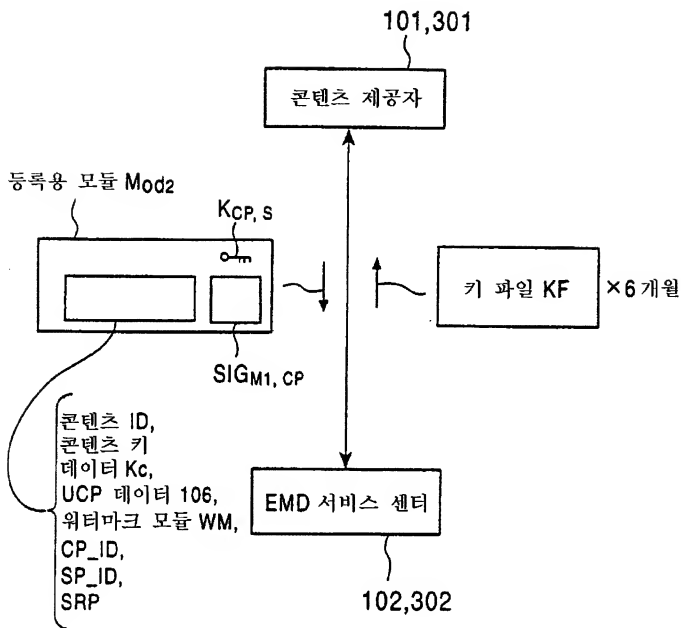 101,301
콘텐츠 제공자
등록용 모듈 Mod2
KCP, S
키 파일 KF
×6 개월
SIGM1, CP
콘텐츠 ID,
콘텐츠 키
데이터 Kc,
UCP 데이터 106,
워터마크 모듈 WM,
CP_ID,
SP_ID,
SRP
EMD 서비스 센터
102,302